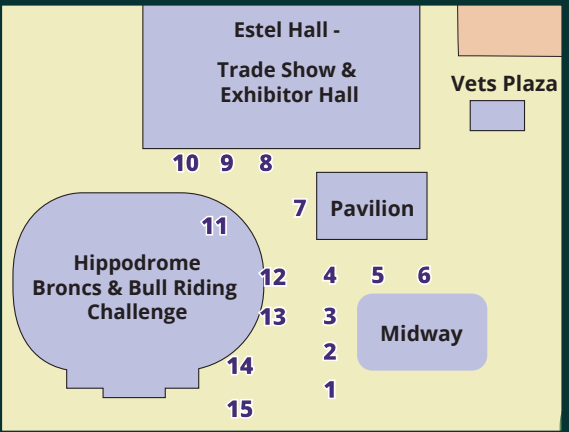 Estel Hall -
Trade Show &
Exhibitor Hall
Vets Plaza
10 9 8
7 Pavilion
11
Hippodrome
Broncs & Bull Riding
Challenge
12 4 5 6
13 3
Midway
2
14
1
15